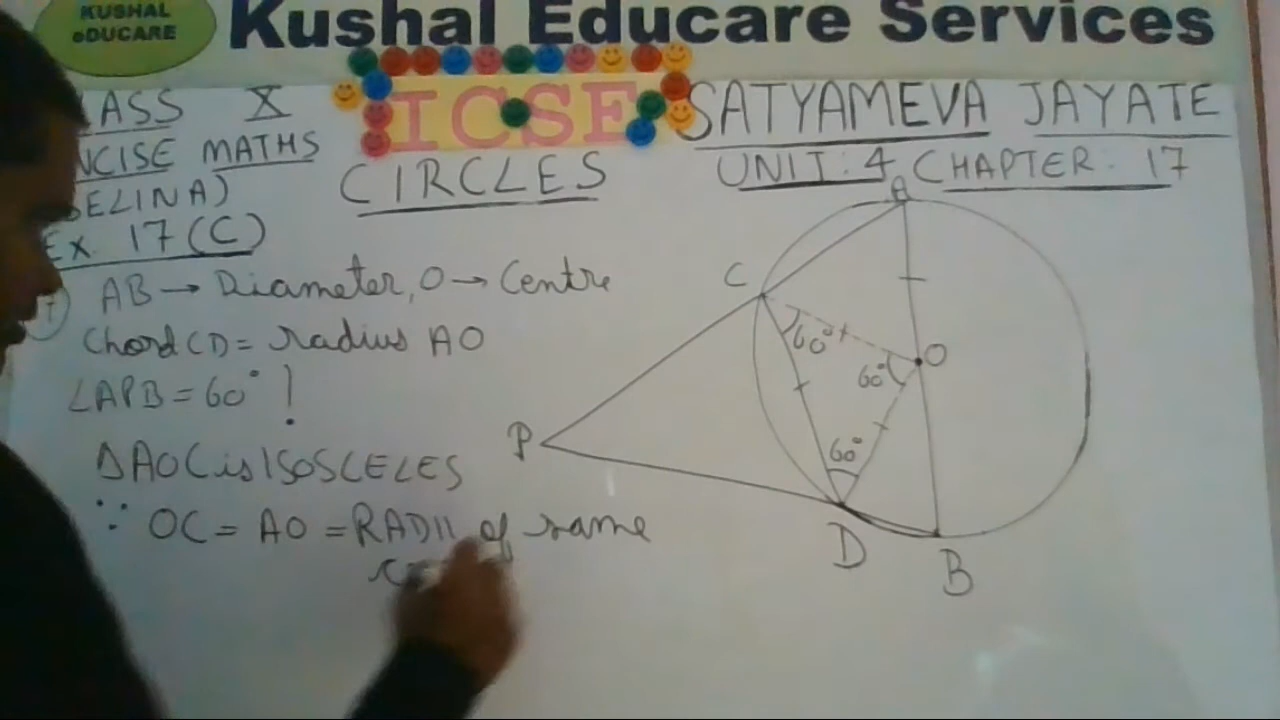 KUSHAL
eDUCARE
Kushal Educare Services
ICSE
ASS X
NCISE MATHS
SELINA)
Ex. 17(C)
CIRCLES
SATYAMEVA JAYATE
UNIT: 4, CHAPTER - 17
AB → Diameter, O → Centre
Chord CD = radius AO
∠APB = 60° !
ΔAOC is ISOSCELES
∵ OC = AO = RADII of same
A
C
60°
O
60°
P
60°
D
B